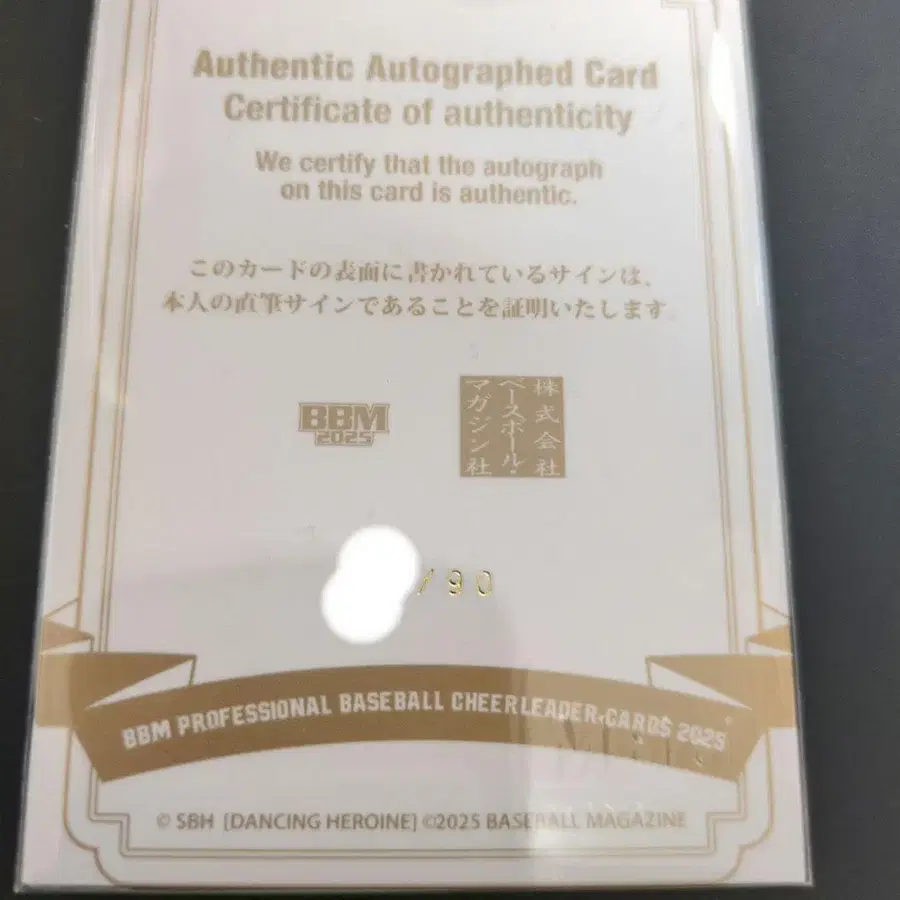 Authentic Autographed Card
Certificate of authenticity
We certify that the autograph
on this card is authentic.
このカードの表面に書かれているサインは、
本人の直筆サインであることを証明いたします
BBM
2025
株式会社
ベースボール・
マガジン社
/90
BBM PROFESSIONAL BASEBALL CHEERLEADER CARDS 2025
© SBH [DANCING HEROINE] ©2025 BASEBALL MAGAZINE